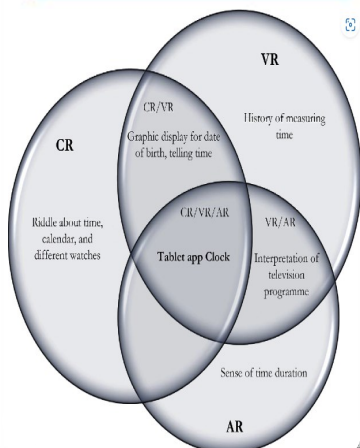 VR
CR/VR
Graphic display for date
of birth, telling time
History of measuring
time
CR
Riddle about time,
calendar, and
different watches
CR/VR/AR
Tablet app Clock
VR/AR
Interpretation of
television
programme
Sense of time duration
AR